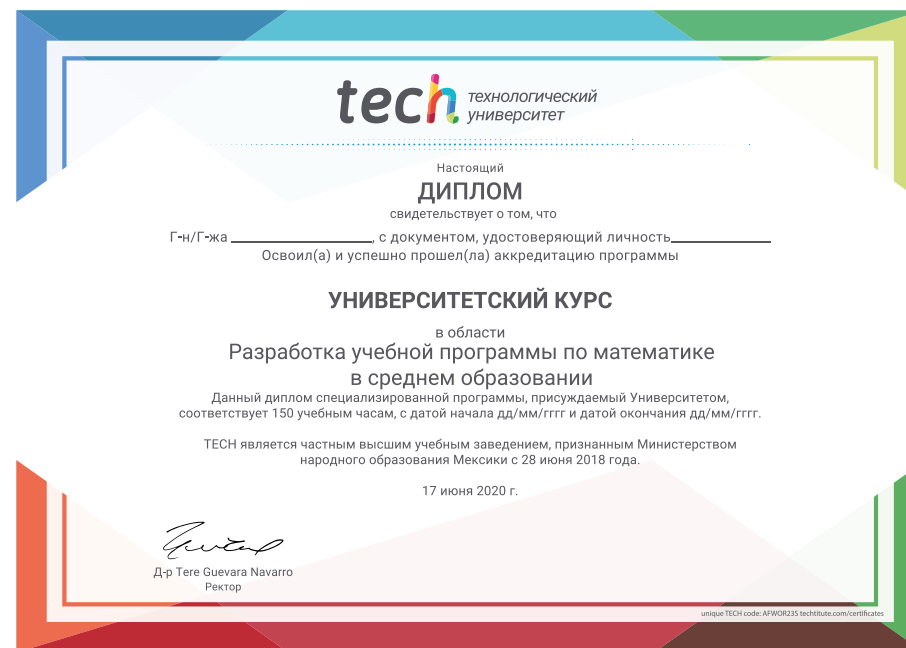 tech технологический
университет
Настоящий
ДИПЛОМ
свидетельствует о том, что
Г-н/Г-жа ____________________, с документом, удостоверяющий личность______________
Освоил(а) и успешно прошел(ла) аккредитацию программы
УНИВЕРСИТЕТСКИЙ КУРС
в области
Разработка учебной программы по математике
в среднем образовании
Данный диплом специализированной программы, присуждаемый Университетом,
соответствует 150 учебным часам, с датой начала дд/мм/гггг и датой окончания дд/мм/гггг.
TECH является частным высшим учебным заведением, признанным Министерством
народного образования Мексики с 28 июня 2018 года.
17 июня 2020 г.
Д-р Tere Guevara Navarro
Ректор
unique TECH code: AFWOR23S techtitute.com/certificates